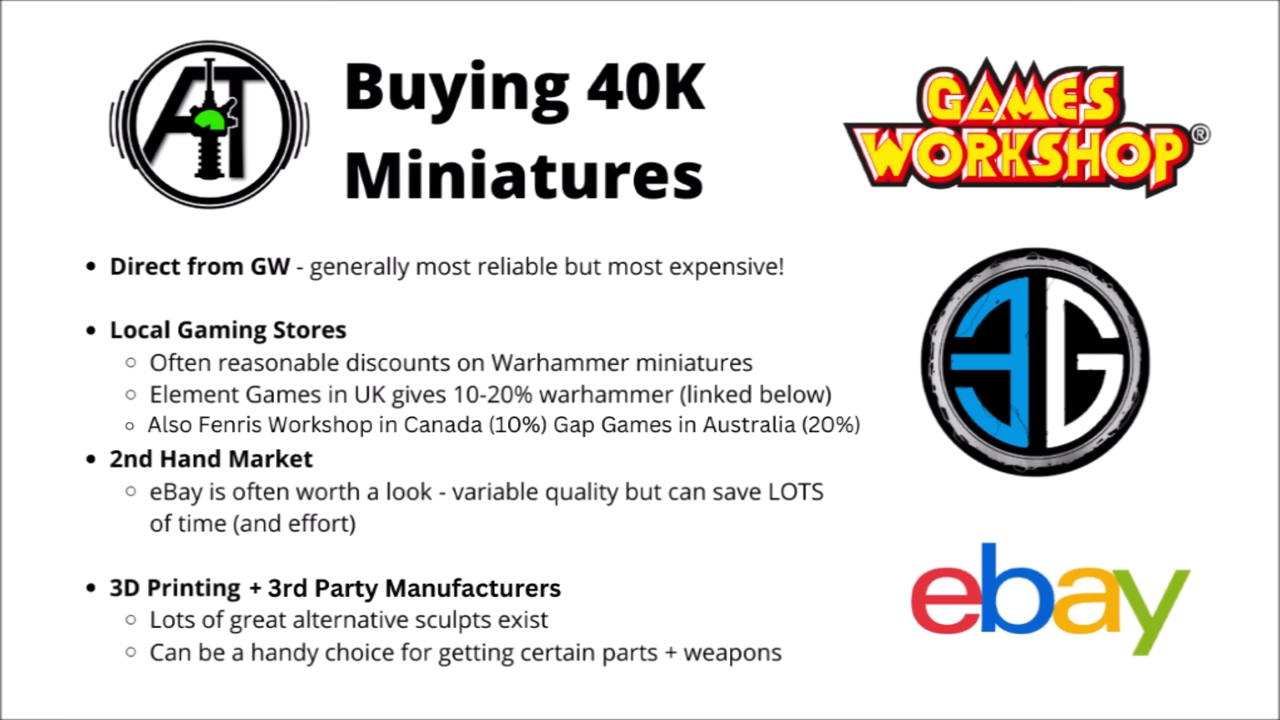 AT
Buying 40K
Miniatures
GAMES
WORKSHOP®
• Direct from GW - generally most reliable but most expensive!
• Local Gaming Stores
○ Often reasonable discounts on Warhammer miniatures
○ Element Games in UK gives 10-20% warhammer (linked below)
○ Also Fenris Workshop in Canada (10%) Gap Games in Australia (20%)
• 2nd Hand Market
○ eBay is often worth a look - variable quality but can save LOTS
of time (and effort)
• 3D Printing + 3rd Party Manufacturers
○ Lots of great alternative sculpts exist
○ Can be a handy choice for getting certain parts + weapons
EG
ebay